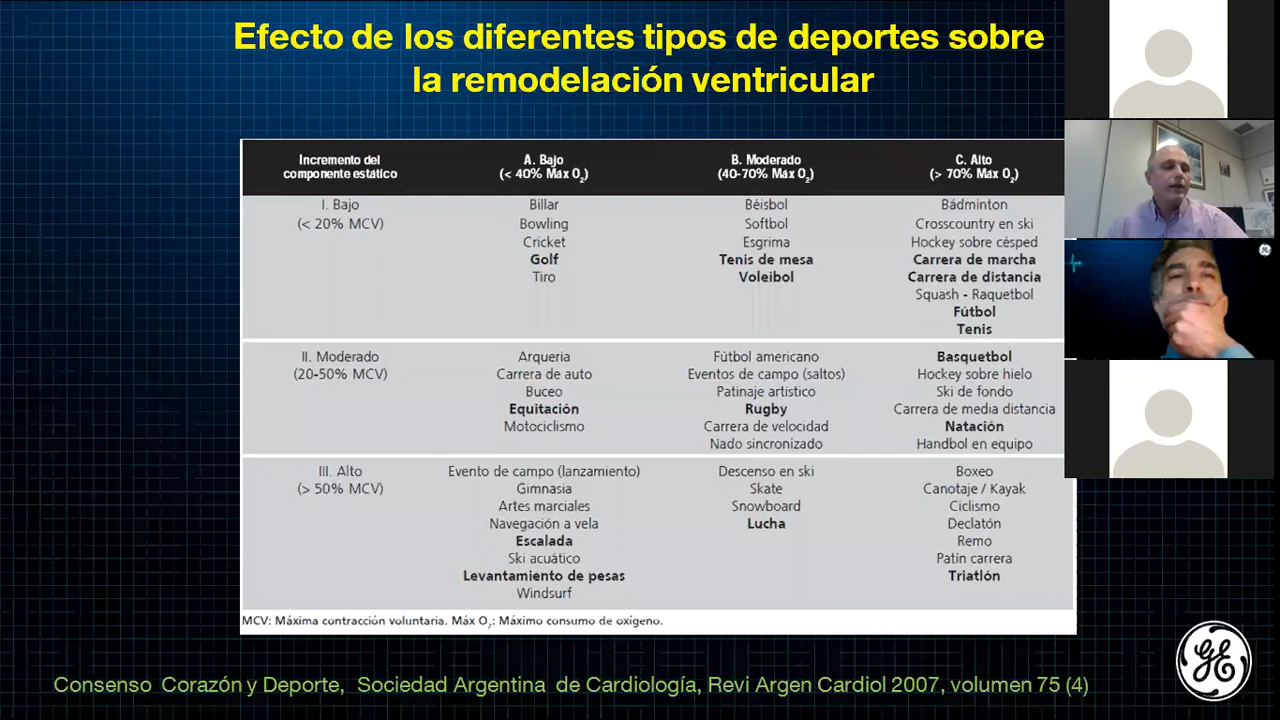 Efecto de los diferentes tipos de deportes sobre
la remodelación ventricular
Incremento del
componente estático
A. Bajo
(< 40% Máx O2)
B. Moderado
(40-70% Máx O2)
C. Alto
(> 70% Máx O2)
I. Bajo
(< 20% MCV)
Billar
Bowling
Cricket
Golf
Tiro
Béisbol
Softbol
Esgrima
Tenis de mesa
Voleibol
Bádminton
Crosscountry en ski
Hockey sobre césped
Carrera de marcha
Carrera de distancia
Squash - Raquetbol
Fútbol
Tenis
II. Moderado
(20-50% MCV)
Arquería
Carrera de auto
Buceo
Equitación
Motociclismo
Fútbol americano
Eventos de campo (saltos)
Patinaje artístico
Rugby
Carrera de velocidad
Nado sincronizado
Basquetbol
Hockey sobre hielo
Ski de fondo
Carrera de media distancia
Natación
Handbol en equipo
III. Alto
(> 50% MCV)
Evento de campo (lanzamiento)
Gimnasia
Artes marciales
Navegación a vela
Escalada
Ski acuático
Levantamiento de pesas
Windsurf
Descenso en ski
Skate
Snowboard
Lucha
Boxeo
Canotaje / Kayak
Ciclismo
Declatón
Remo
Patín carrera
Triatlón
MCV: Máxima contracción voluntaria. Máx O2: Máximo consumo de oxígeno.
Consenso Corazón y Deporte, Sociedad Argentina de Cardiología, Revi Argen Cardiol 2007, volumen 75 (4)
GE